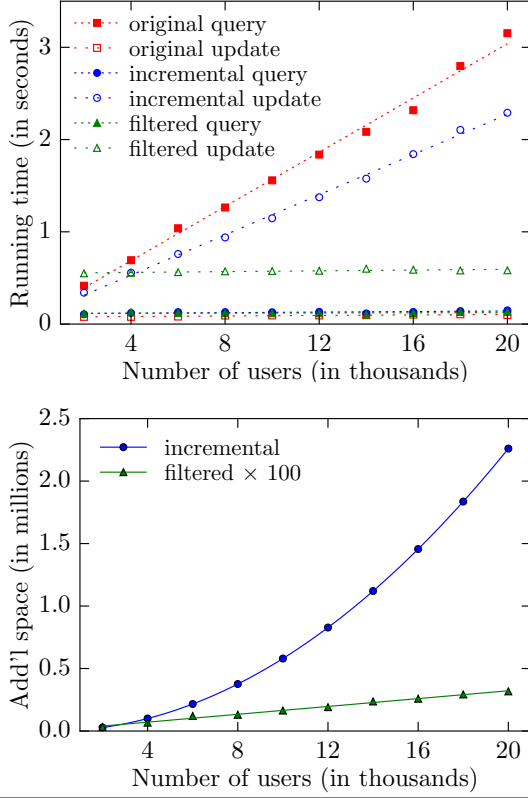 3
2
1
0
Running time (in seconds)
original query
original update
incremental query
incremental update
filtered query
filtered update
4 8 12 16 20
Number of users (in thousands)
2.5
2.0
1.5
1.0
0.5
0.0
Add'l space (in millions)
incremental
filtered × 100
4 8 12 16 20
Number of users (in thousands)